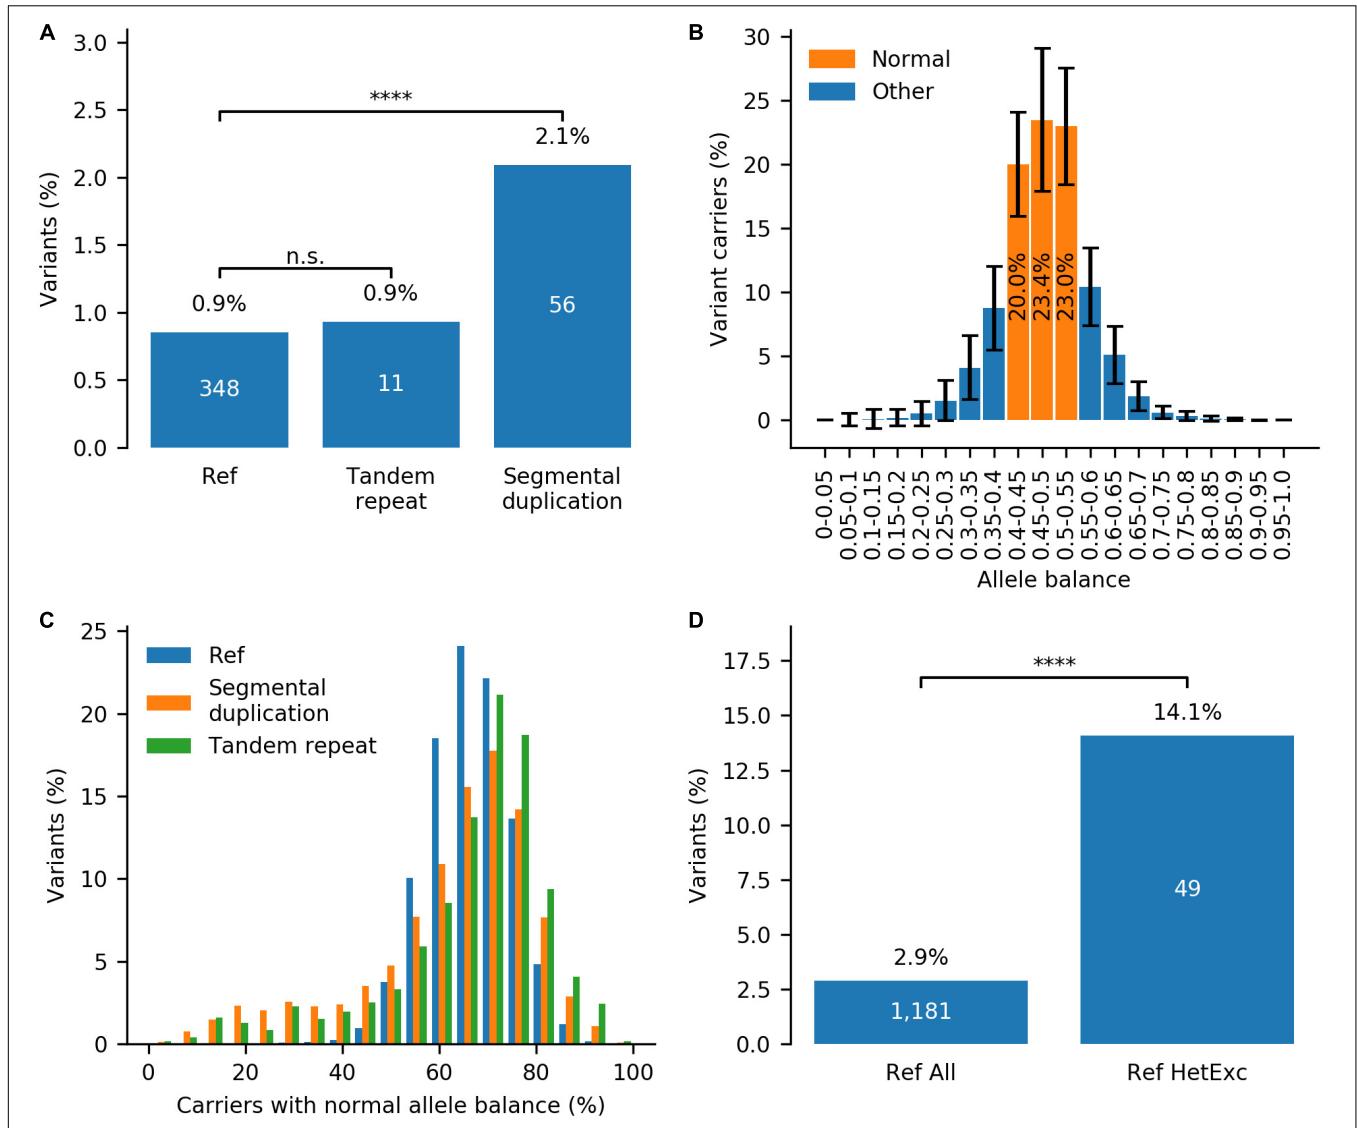 A
3.0
2.5
2.0
1.5
1.0
0.5
0.0
Variants (%)
****
2.1%
n.s.
0.9%
0.9%
348
11
56
Ref
Tandem
repeat
Segmental
duplication
B
30
25
20
15
10
5
0
Variant carriers (%)
Normal
Other
20.0%
23.4%
23.0%
0-0.05
0.05-0.1
0.1-0.15
0.15-0.2
0.2-0.25
0.25-0.3
0.3-0.35
0.35-0.4
0.4-0.45
0.45-0.5
0.5-0.55
0.55-0.6
0.6-0.65
0.65-0.7
0.7-0.75
0.75-0.8
0.8-0.85
0.85-0.9
0.9-0.95
0.95-1.0
Allele balance
C
25
20
15
10
5
0
Variants (%)
Ref
Segmental
duplication
Tandem repeat
0 20 40 60 80 100
Carriers with normal allele balance (%)
D
17.5
15.0
12.5
10.0
7.5
5.0
2.5
0.0
Variants (%)
****
14.1%
2.9%
49
1,181
Ref All
Ref HetExc